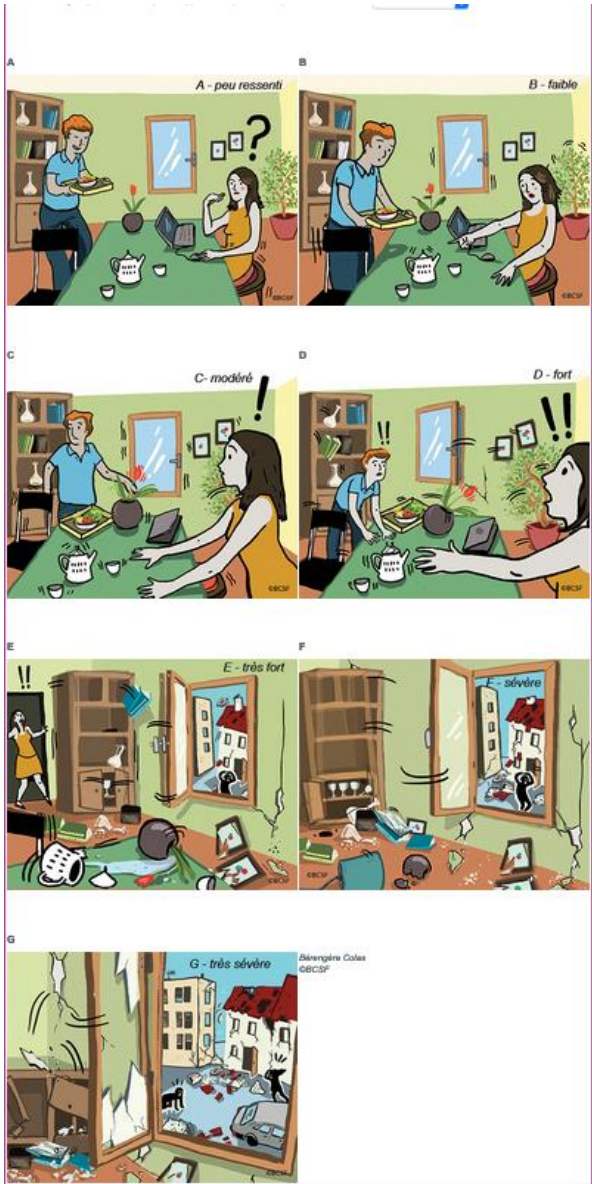 A
B
A - peu ressenti
B - faible
?
©BCSF
©BCSF
C
D
C- modéré
D - fort
!
!!
!!
©BCSF
©BCSF
E
F
E - très fort
F - sévère
!!
©BCSF
©BCSF
G
G - très sévère
Bérengère Colas
©BCSF
©BCSF